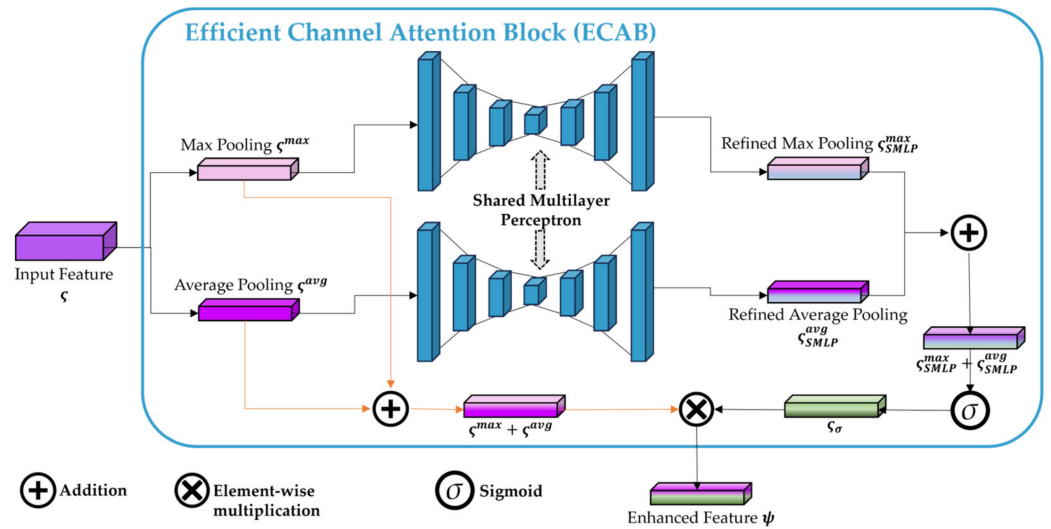 Efficient Channel Attention Block (ECAB)
Max Pooling ς^max
Refined Max Pooling ς_SMLP^max
Shared Multilayer
Perceptron
+
Input Feature
ς
Average Pooling ς^avg
Refined Average Pooling
ς_SMLP^avg
ς_SMLP^max + ς_SMLP^avg
+
ς^max + ς^avg
×
ς_σ
σ
+ Addition
× Element-wise
multiplication
σ Sigmoid
Enhanced Feature ψ